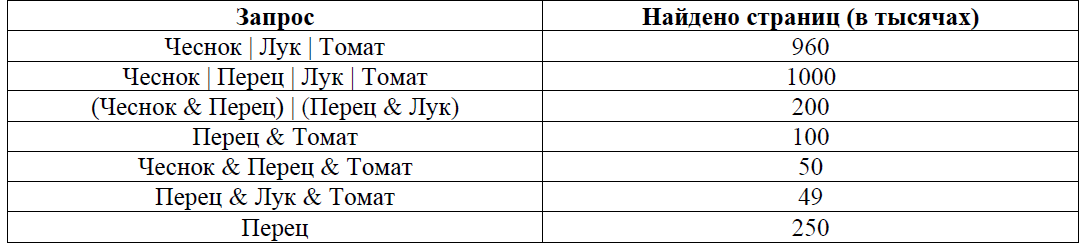 Запрос Найдено страниц (в тысячах)
Чеснок | Лук | Томат 960
Чеснок | Перец | Лук | Томат 1000
(Чеснок & Перец) | (Перец & Лук) 200
Перец & Томат 100
Чеснок & Перец & Томат 50
Перец & Лук & Томат 49
Перец 250